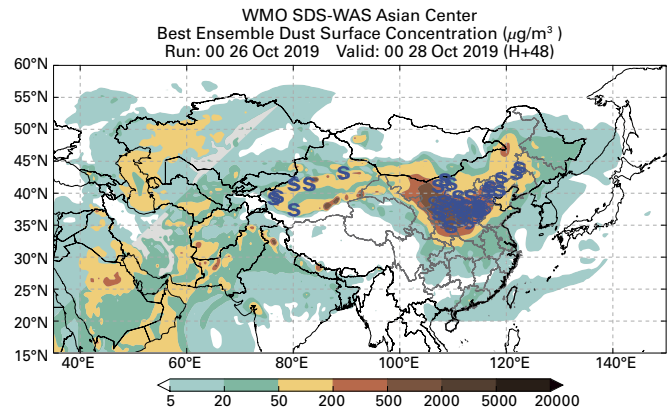 WMO SDS-WAS Asian Center
Best Ensemble Dust Surface Concentration (μg/m³ )
Run: 00 26 Oct 2019 Valid: 00 28 Oct 2019 (H+48)
60°N
55°N
50°N
45°N
40°N
35°N
30°N
25°N
20°N
15°N
40°E 60°E 80°E 100°E 120°E 140°E
5 20 50 200 500 2000 5000 20000